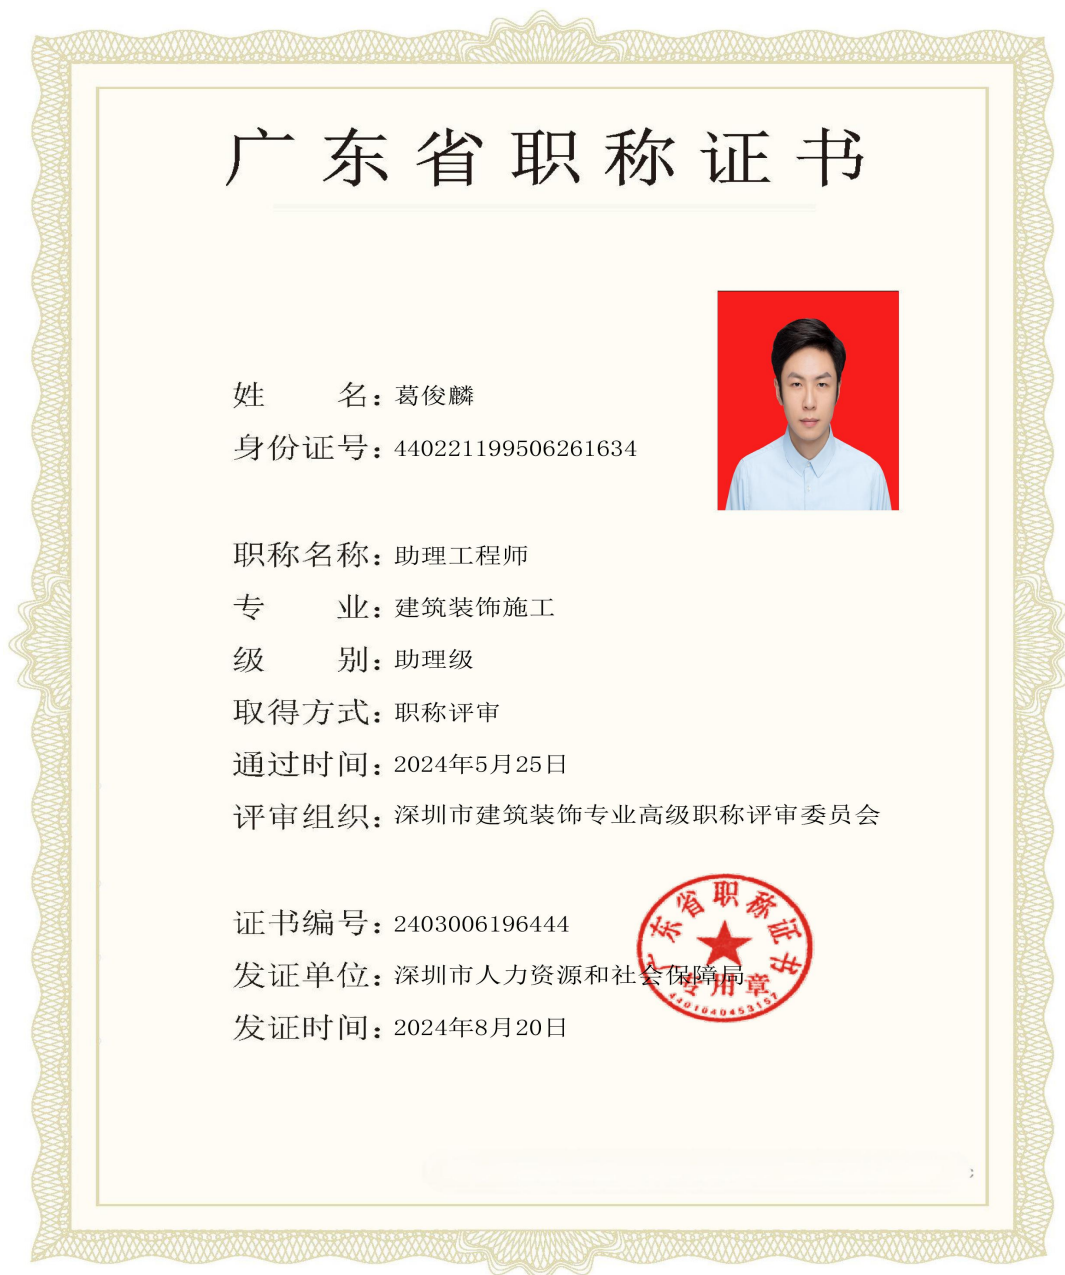 广东省职称证书
姓 名：葛俊麟
身份证号：440221199506261634
职称名称：助理工程师
专 业：建筑装饰施工
级 别：助理级
取得方式：职称评审
通过时间：2024年5月25日
评审组织：深圳市建筑装饰专业高级职称评审委员会
证书编号：2403006196444
发证单位：深圳市人力资源和社会保障局
发证时间：2024年8月20日
广东省职称证书
专用章
4401040453157